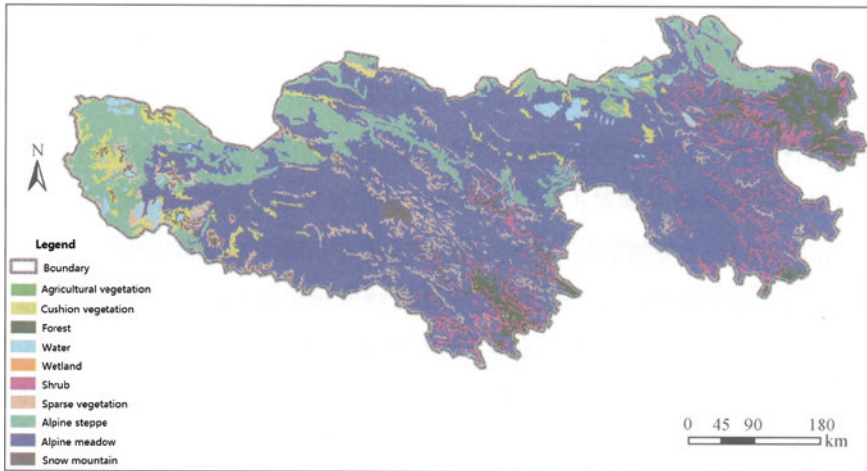 N
Legend
Boundary
Agricultural vegetation
Cushion vegetation
Forest
Water
Wetland
Shrub
Sparse vegetation
Alpine steppe
Alpine meadow
Snow mountain
0 45 90 180
km